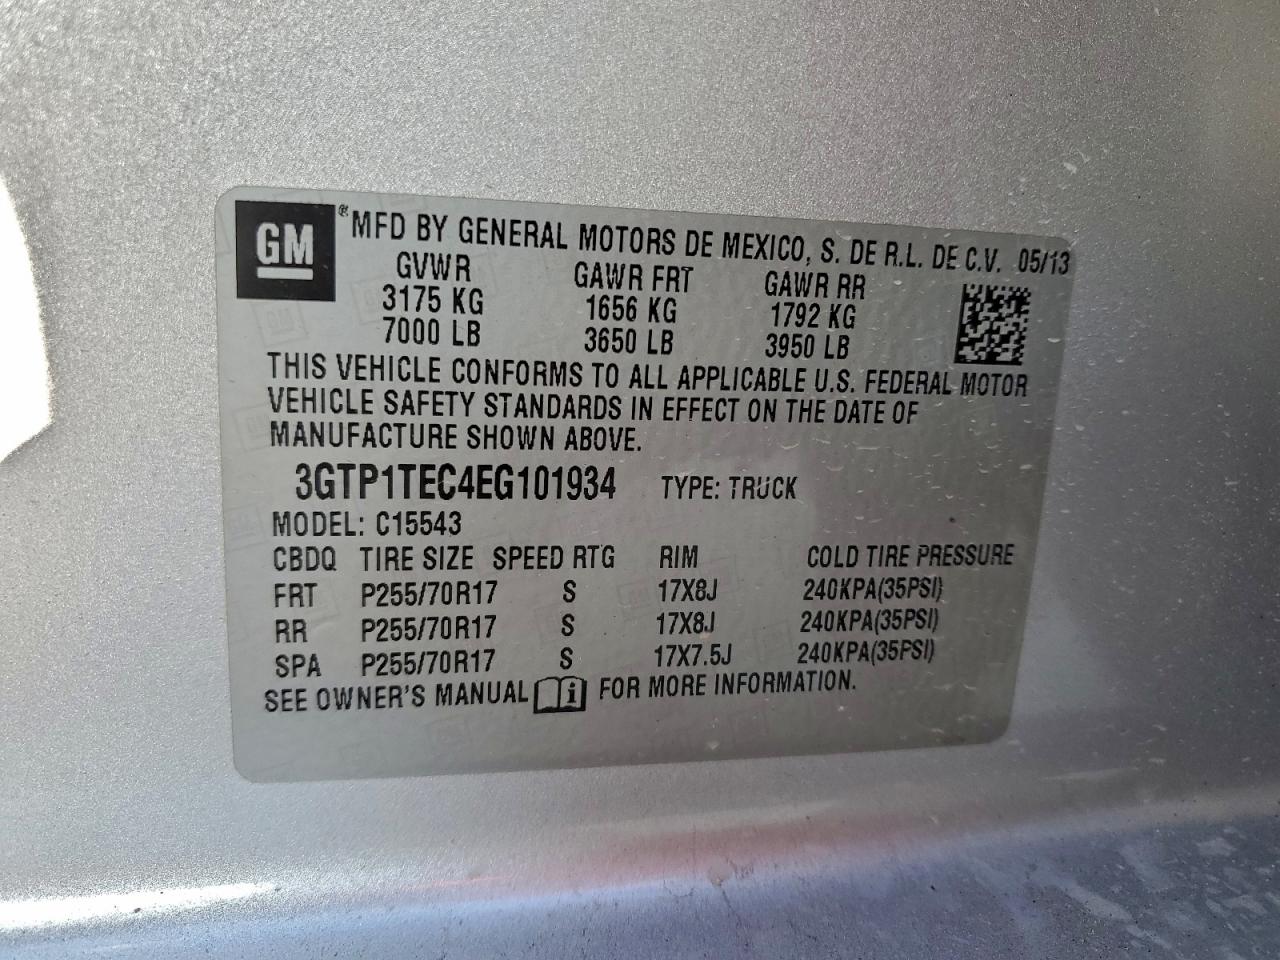 GM ® MFD BY GENERAL MOTORS DE MEXICO, S. DE R.L. DE C.V. 05/13
GVWR GAWR FRT GAWR RR
3175 KG 1656 KG 1792 KG
7000 LB 3650 LB 3950 LB
THIS VEHICLE CONFORMS TO ALL APPLICABLE U.S. FEDERAL MOTOR
VEHICLE SAFETY STANDARDS IN EFFECT ON THE DATE OF
MANUFACTURE SHOWN ABOVE.
3GTP1TEC4EG101934 TYPE: TRUCK
MODEL: C15543
CBDQ TIRE SIZE SPEED RTG RIM COLD TIRE PRESSURE
FRT P255/70R17 S 17X8J 240KPA(35PSI)
RR P255/70R17 S 17X8J 240KPA(35PSI)
SPA P255/70R17 S 17X7.5J 240KPA(35PSI)
SEE OWNER'S MANUAL i FOR MORE INFORMATION.